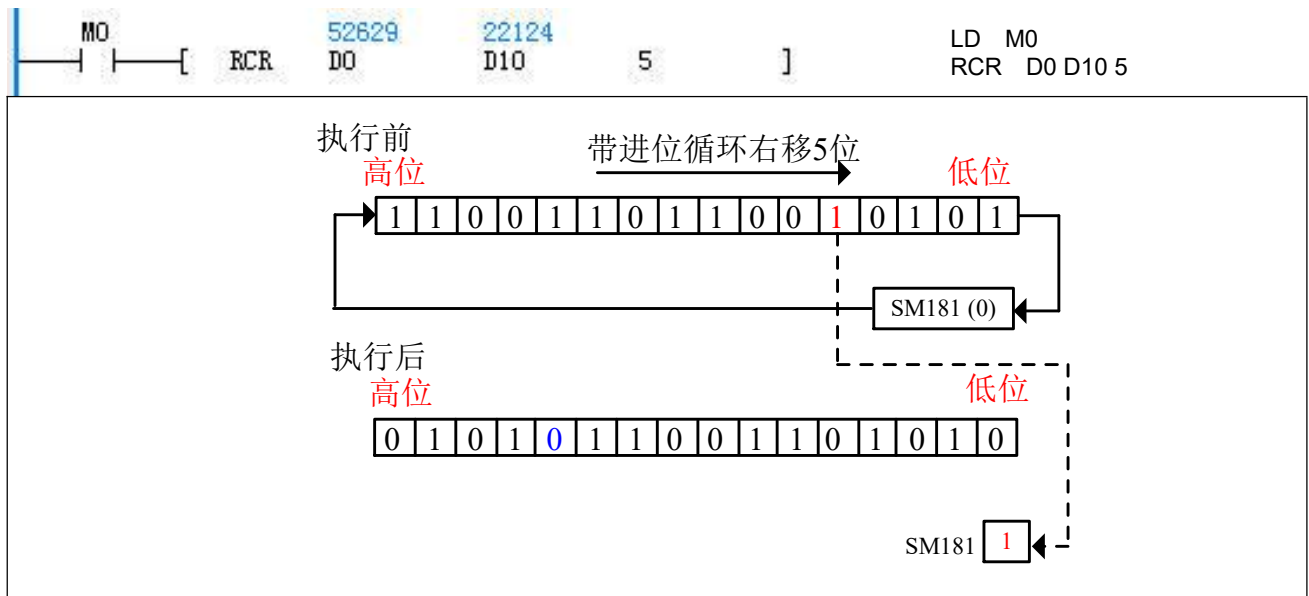 M0
52629 22124
[ RCR D0 D10 5 ]
LD M0
RCR D0 D10 5
执行前
带进位循环右移5位
高位 低位
1 1 0 0 1 1 0 1 1 0 0 1 0 1 0 1
SM181 (0)
执行后
高位 低位
0 1 0 1 0 1 1 0 0 1 1 0 1 0 1 0
SM181 1